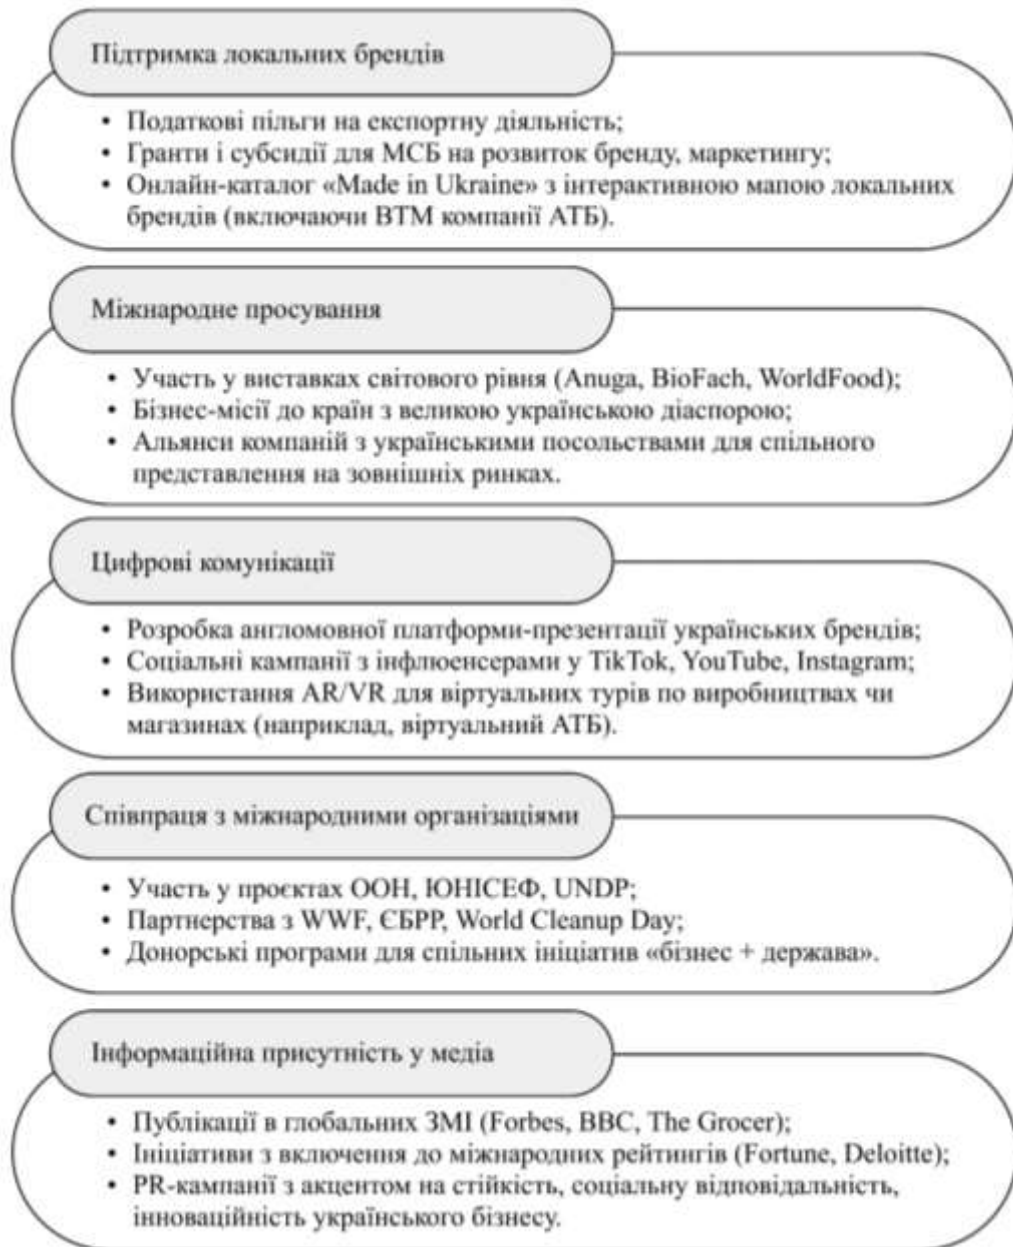 Підтримка локальних брендів
• Податкові пільги на експортну діяльність;
• Гранти і субсидії для МСБ на розвиток бренду, маркетингу;
• Онлайн-каталог «Made in Ukraine» з інтерактивною мапою локальних
брендів (включаючи ВТМ компанії АТБ).
Міжнародне просування
• Участь у виставках світового рівня (Anuga, BioFach, WorldFood);
• Бізнес-місії до країн з великою українською діаспорою;
• Альянси компаній з українськими посольствами для спільного
представлення на зовнішніх ринках.
Цифрові комунікації
• Розробка англомовної платформи-презентації українських брендів;
• Соціальні кампанії з інфлюенсерами у TikTok, YouTube, Instagram;
• Використання AR/VR для віртуальних турів по виробництвах чи
магазинах (наприклад, віртуальний АТБ).
Співпраця з міжнародними організаціями
• Участь у проєктах ООН, ЮНІСЕФ, UNDP;
• Партнерства з WWF, ЄБРР, World Cleanup Day;
• Донорські програми для спільних ініціатив «бізнес + держава».
Інформаційна присутність у медіа
• Публікації в глобальних ЗМІ (Forbes, BBC, The Grocer);
• Ініціативи з включення до міжнародних рейтингів (Fortune, Deloitte);
• PR-кампанії з акцентом на стійкість, соціальну відповідальність,
інноваційність українського бізнесу.